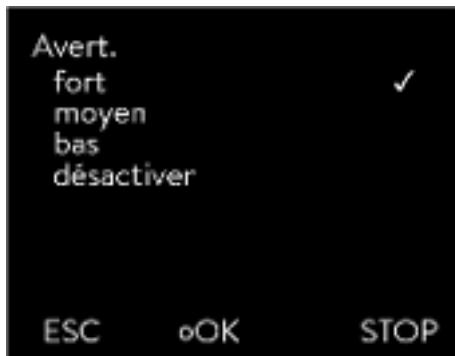 Avert.
fort ✓
moyen
bas
désactiver
ESC oOK STOP